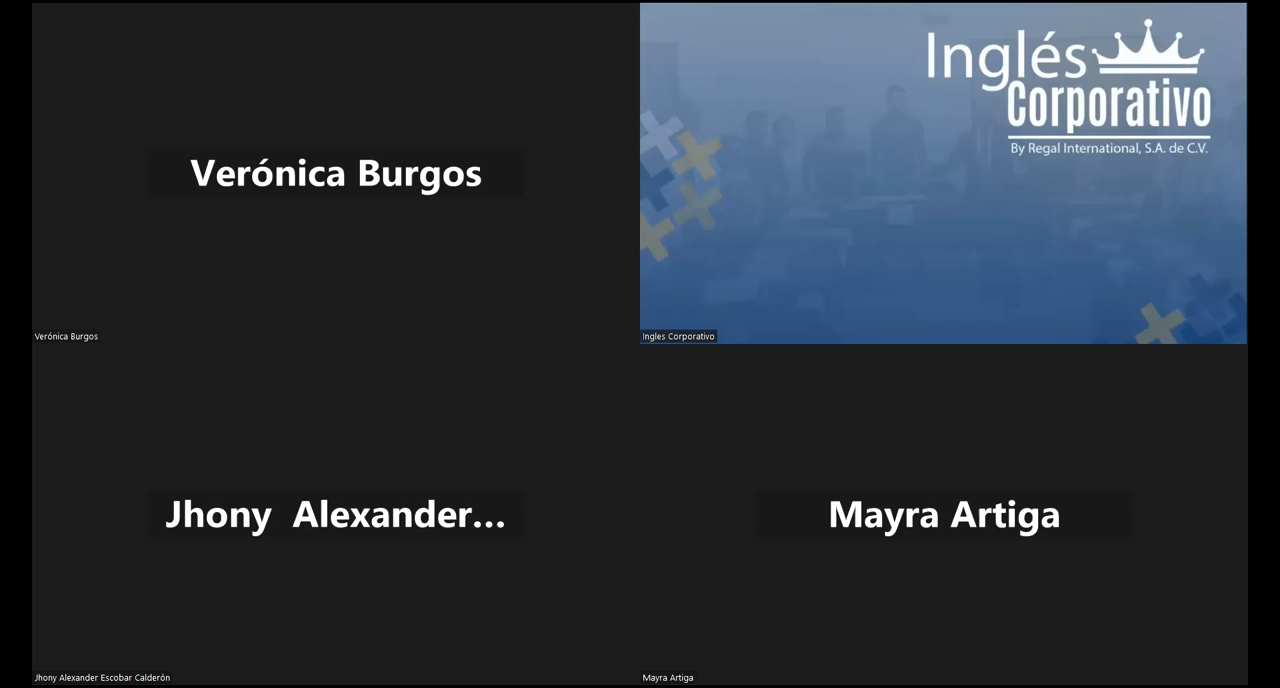 Verónica Burgos
Verónica Burgos
Inglés
Corporativo
By Regal International, S.A. de C.V.
Ingles Corporativo
Jhony Alexander...
Jhony Alexander Escobar Calderón
Mayra Artiga
Mayra Artiga